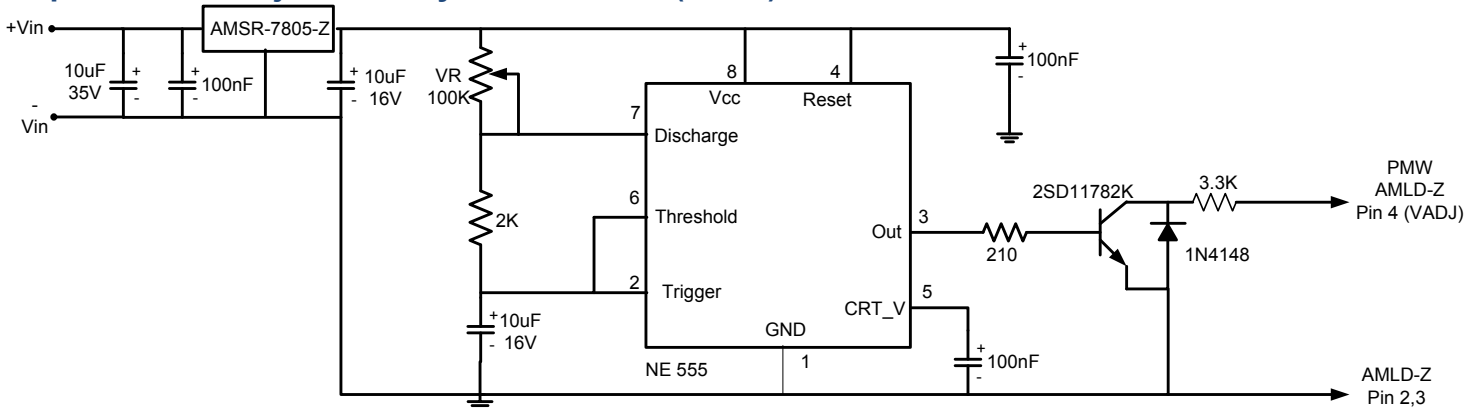 +Vin
AMSR-7805-Z
10uF
35V
+
-
+
100nF
-
+
10uF
16V
-
-
Vin
VR
100K
2K
+
10uF
-
16V
7
Discharge
6
Threshold
2
Trigger
8
Vcc
4
Reset
Out
3
CRT_V
5
GND
1
NE 555
+
100nF
-
+
100nF
-
210
2SD11782K
1N4148
3.3K
PMW
AMLD-Z
Pin 4 (VADJ)
AMLD-Z
Pin 2,3